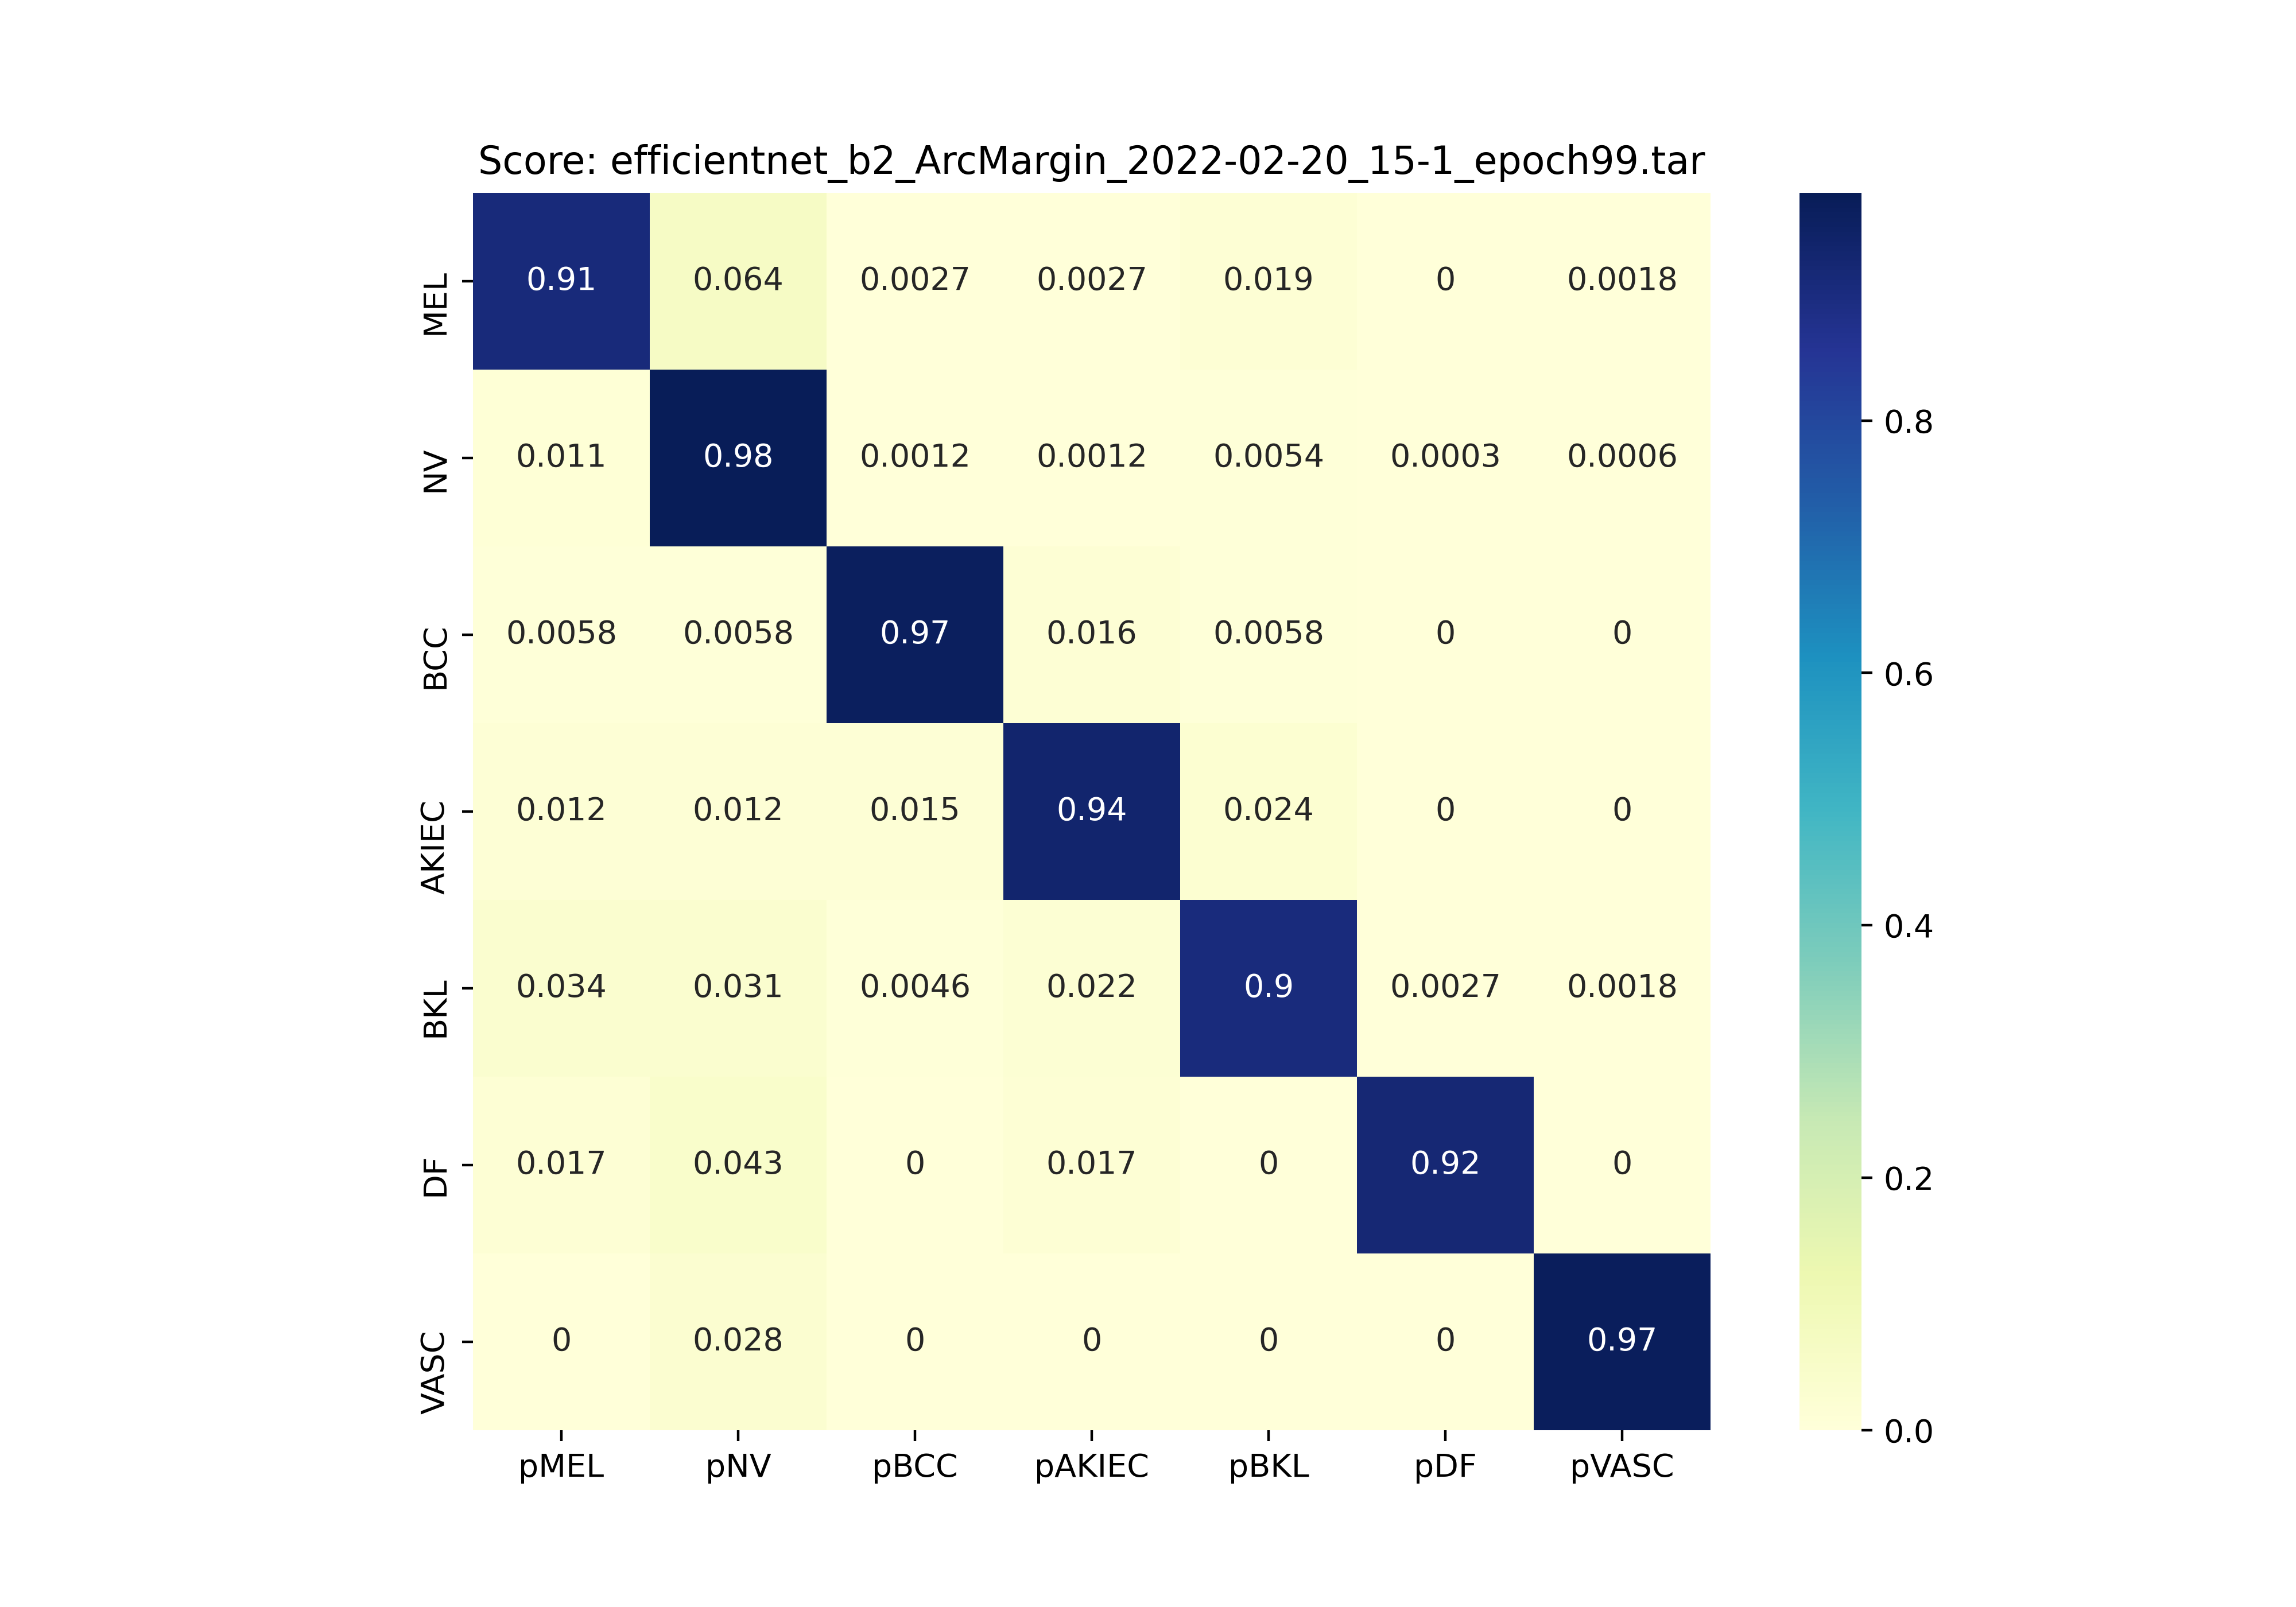 Score: efficientnet_b2_ArcMargin_2022-02-20_15-1_epoch99.tar
MEL 0.91 0.064 0.0027 0.0027 0.019 0 0.0018
NV 0.011 0.98 0.0012 0.0012 0.0054 0.0003 0.0006
BCC 0.0058 0.0058 0.97 0.016 0.0058 0 0
AKIEC 0.012 0.012 0.015 0.94 0.024 0 0
BKL 0.034 0.031 0.0046 0.022 0.9 0.0027 0.0018
DF 0.017 0.043 0 0.017 0 0.92 0
VASC 0 0.028 0 0 0 0 0.97
pMEL pNV pBCC pAKIEC pBKL pDF pVASC
0.8
0.6
0.4
0.2
0.0